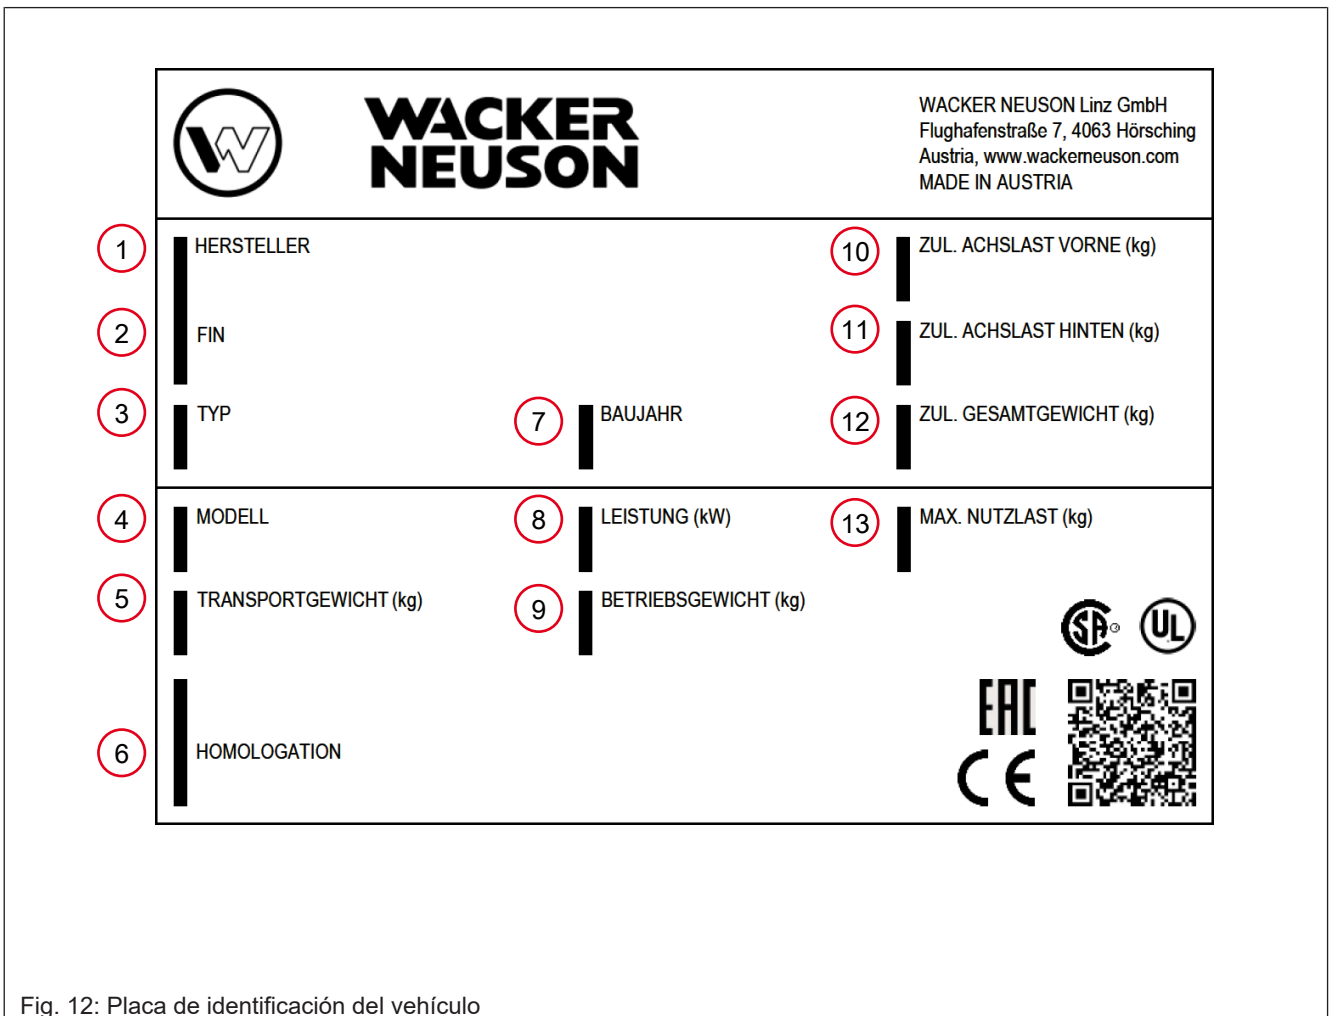 WACKER
NEUSON
WACKER NEUSON Linz GmbH
Flughafenstraße 7, 4063 Hörsching
Austria, www.wackerneuson.com
MADE IN AUSTRIA
1 HERSTELLER
10 ZUL. ACHSLAST VORNE (kg)
2 FIN
11 ZUL. ACHSLAST HINTEN (kg)
3 TYP
7 BAUJAHR
12 ZUL. GESAMTGEWICHT (kg)
4 MODELL
8 LEISTUNG (kW)
13 MAX. NUTZLAST (kg)
5 TRANSPORTGEWICHT (kg)
9 BETRIEBSGEWICHT (kg)
SA
UL
EAC
6 HOMOLOGATION
CE
Fig. 12: Placa de identificación del vehículo